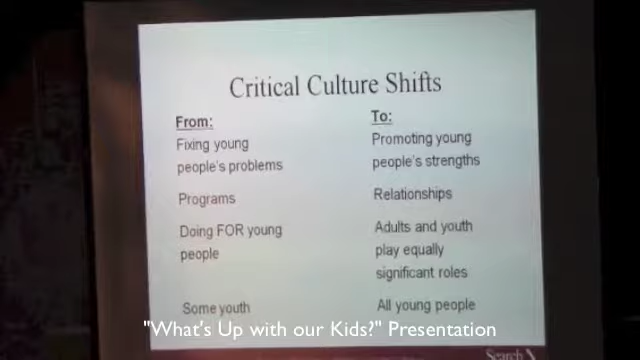 Critical Culture Shifts
From:
Fixing young
people's problems
Programs
Doing FOR young
people
Some youth
To:
Promoting young
people's strengths
Relationships
Adults and youth
play equally
significant roles
All young people
"What's Up with our Kids?" Presentation
Search